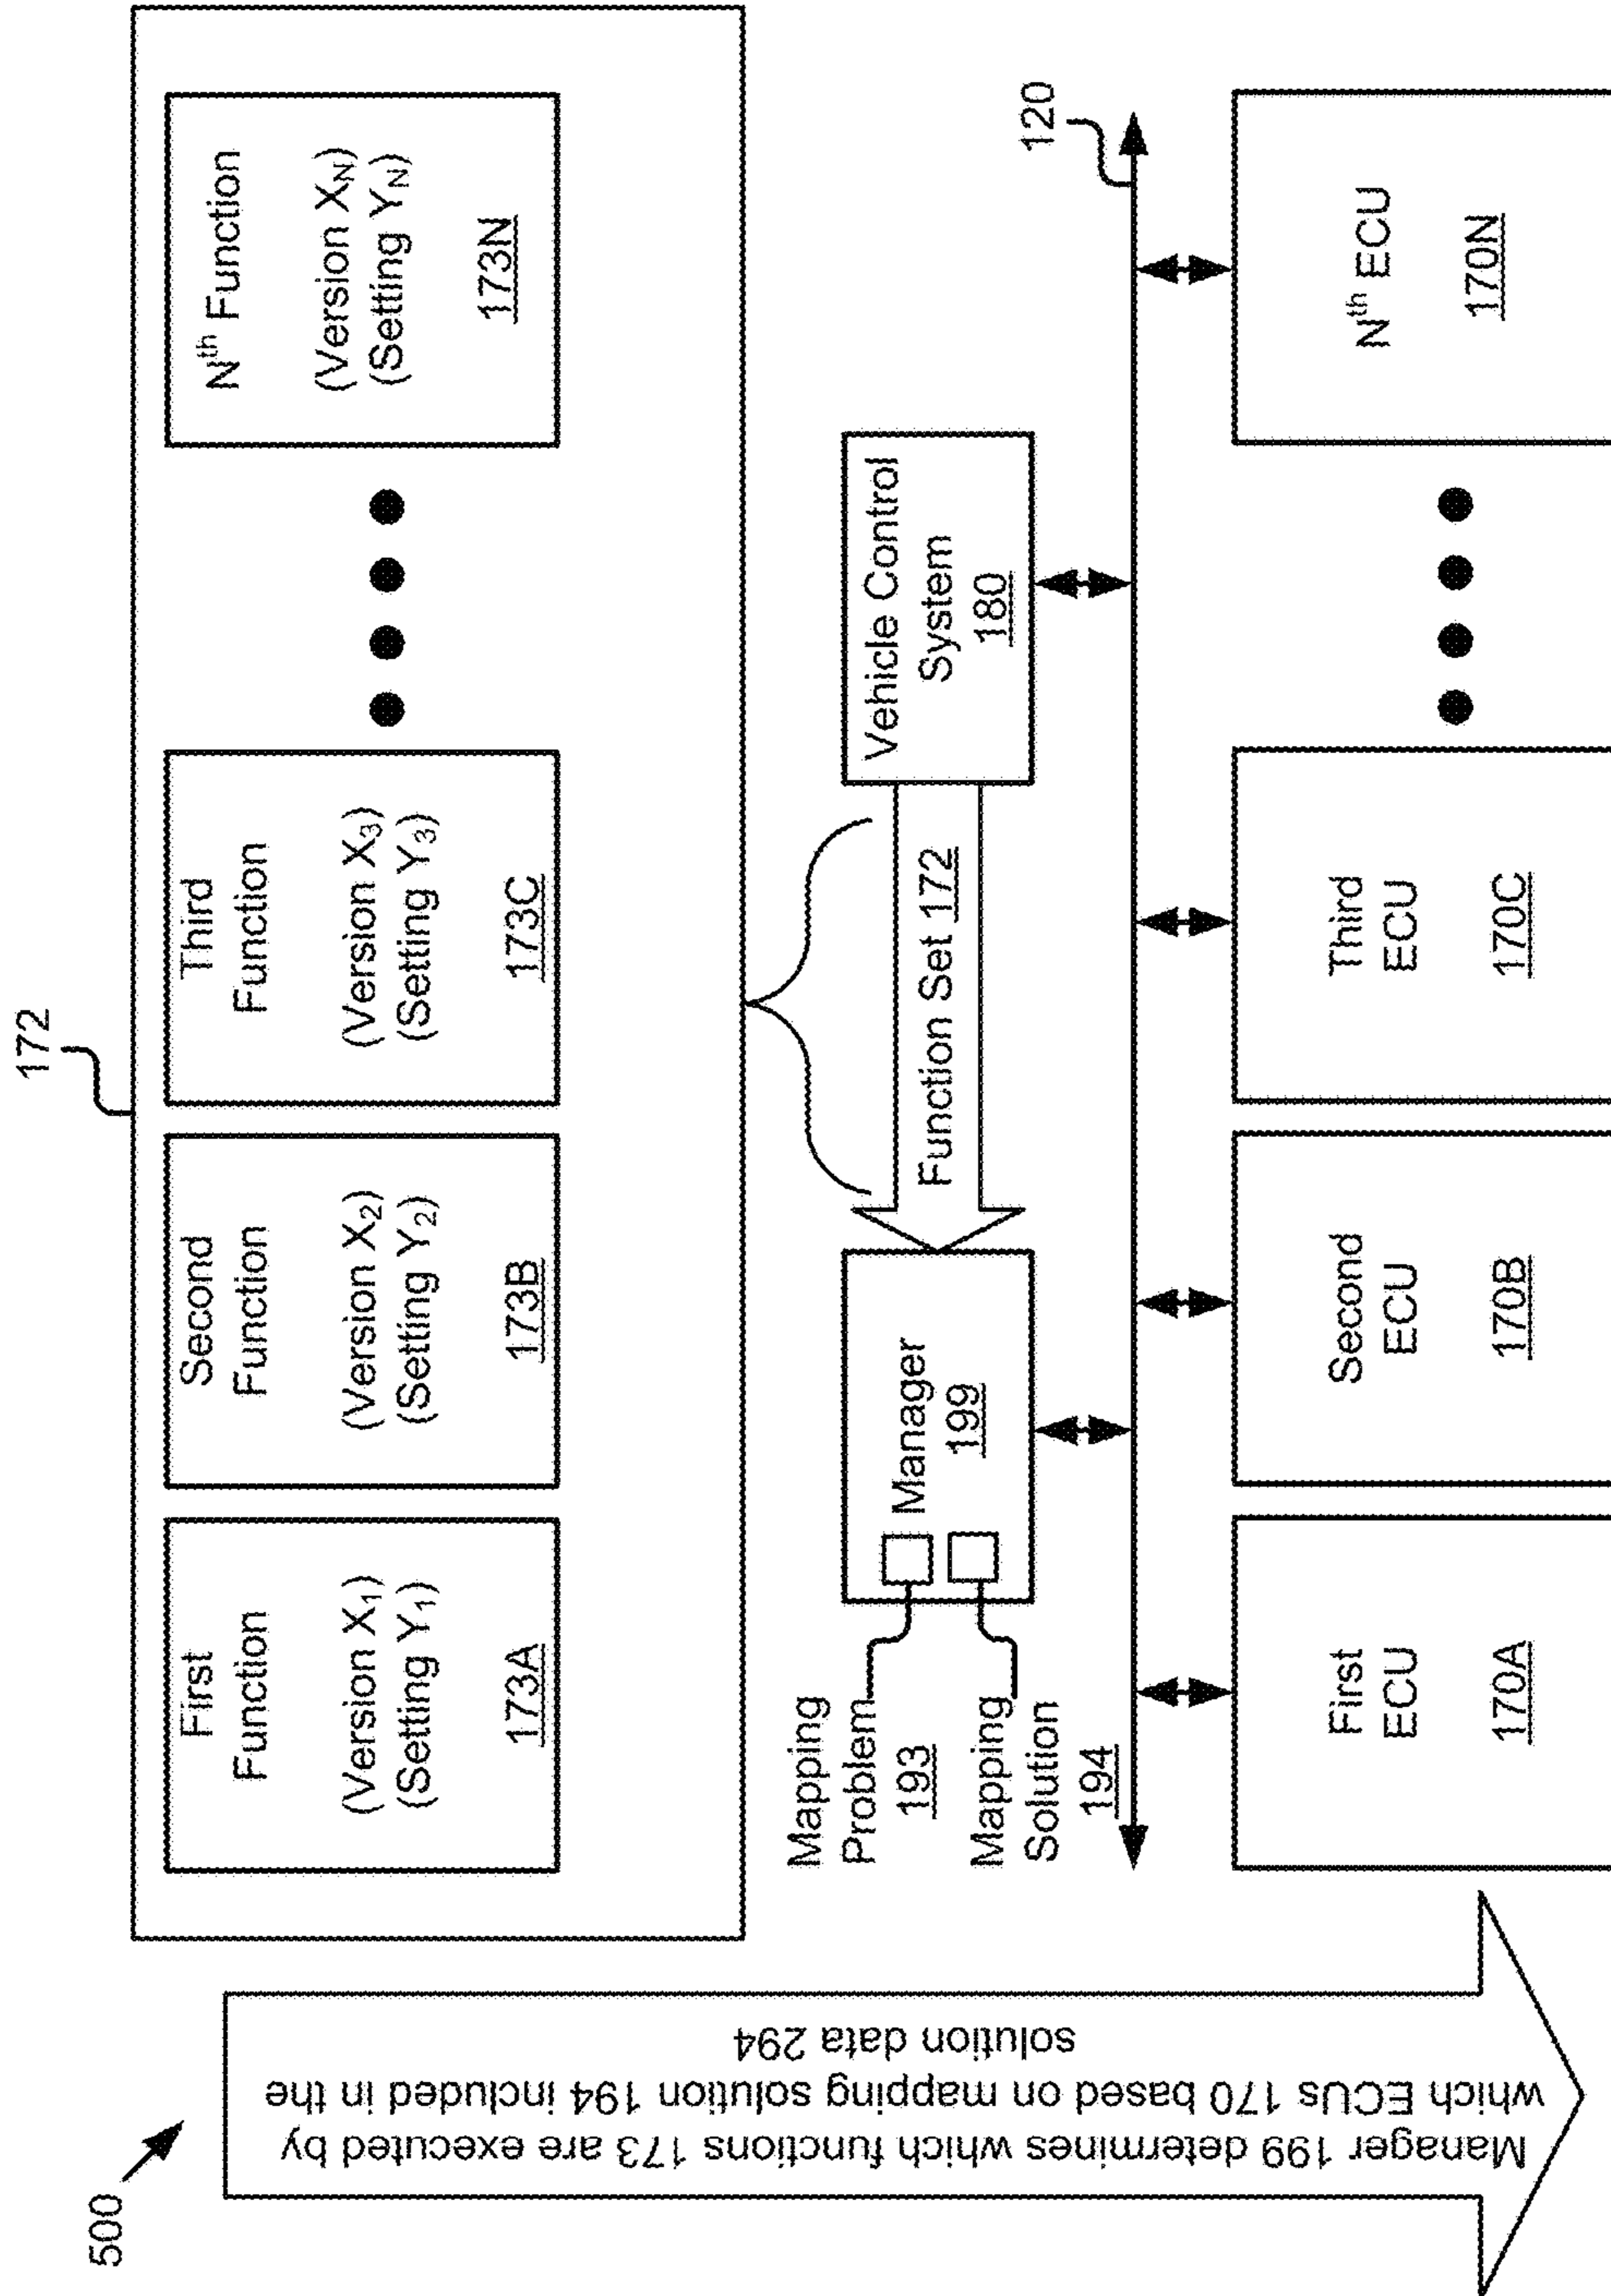 500
172
First
Function
(Version X₁)
(Setting Y₁)
173A
Second
Function
(Version X₂)
(Setting Y₂)
173B
Third
Function
(Version X₃)
(Setting Y₃)
173C
Nᵗʰ Function
(Version X_N)
(Setting Y_N)
173N
Manager 199 determines which functions 173 are executed by
which ECUs 170 based on mapping solution 194 included in the
solution data 294
Mapping
Problem
193
Mapping
Solution
194
Manager
199
Function Set 172
Vehicle Control
System
180
120
First
ECU
170A
Second
ECU
170B
Third
ECU
170C
Nᵗʰ ECU
170N